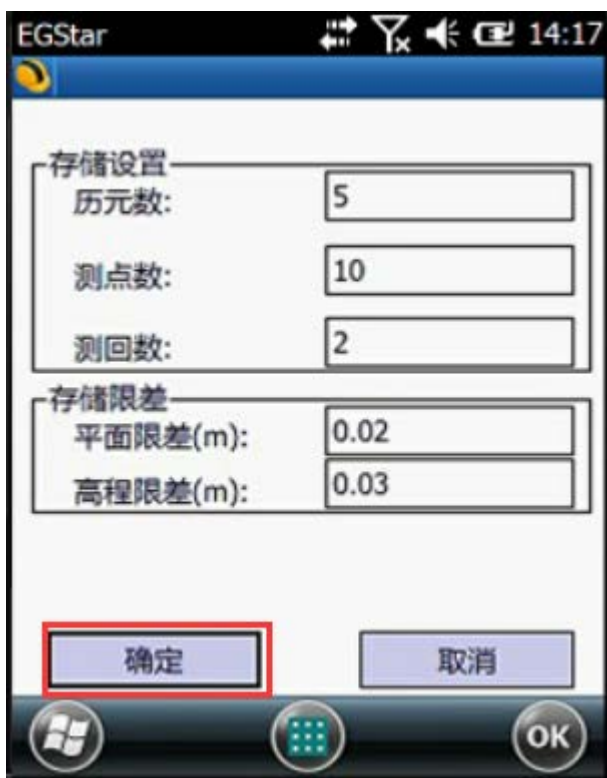 EGStar 14:17
存储设置
历元数: 5
测点数: 10
测回数: 2
存储限差
平面限差(m): 0.02
高程限差(m): 0.03
确定 取消
OK